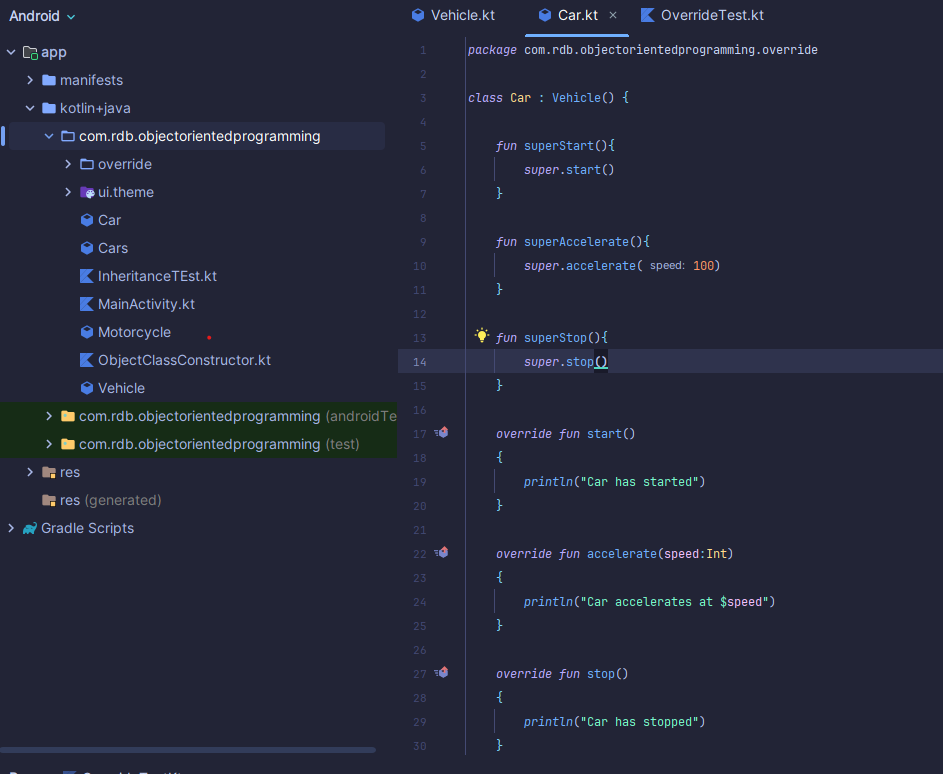 Android
app
manifests
kotlin+java
com.rdb.objectorientedprogramming
override
ui.theme
Car
Cars
InheritanceTEst.kt
MainActivity.kt
Motorcycle
ObjectClassConstructor.kt
Vehicle
com.rdb.objectorientedprogramming (androidTe
com.rdb.objectorientedprogramming (test)
res
res (generated)
Gradle Scripts
Vehicle.kt Car.kt × OverrideTest.kt
1 package com.rdb.objectorientedprogramming.override
2
3 class Car : Vehicle() {
4
5 fun superStart(){
6 super.start()
7 }
8
9 fun superAccelerate(){
10 super.accelerate( speed: 100)
11 }
12
13 fun superStop(){
14 super.stop()
15 }
16
17 override fun start()
18 {
19 println("Car has started")
20 }
21
22 override fun accelerate(speed:Int)
23 {
24 println("Car accelerates at $speed")
25 }
26
27 override fun stop()
28 {
29 println("Car has stopped")
30 }